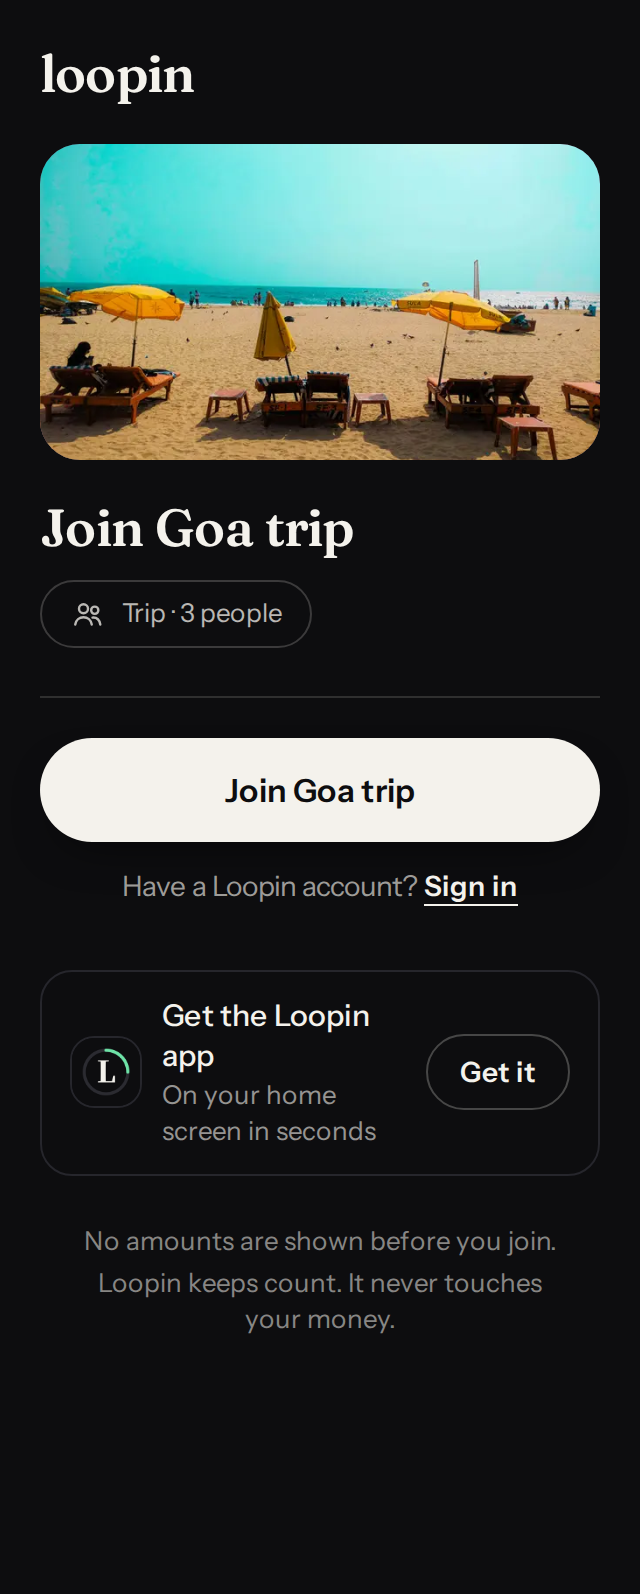 loopin
Join Goa trip
Trip · 3 people
Join Goa trip
Have a Loopin account? Sign in
Get the Loopin
app
On your home
screen in seconds
L
Get it
No amounts are shown before you join.
Loopin keeps count. It never touches
your money.